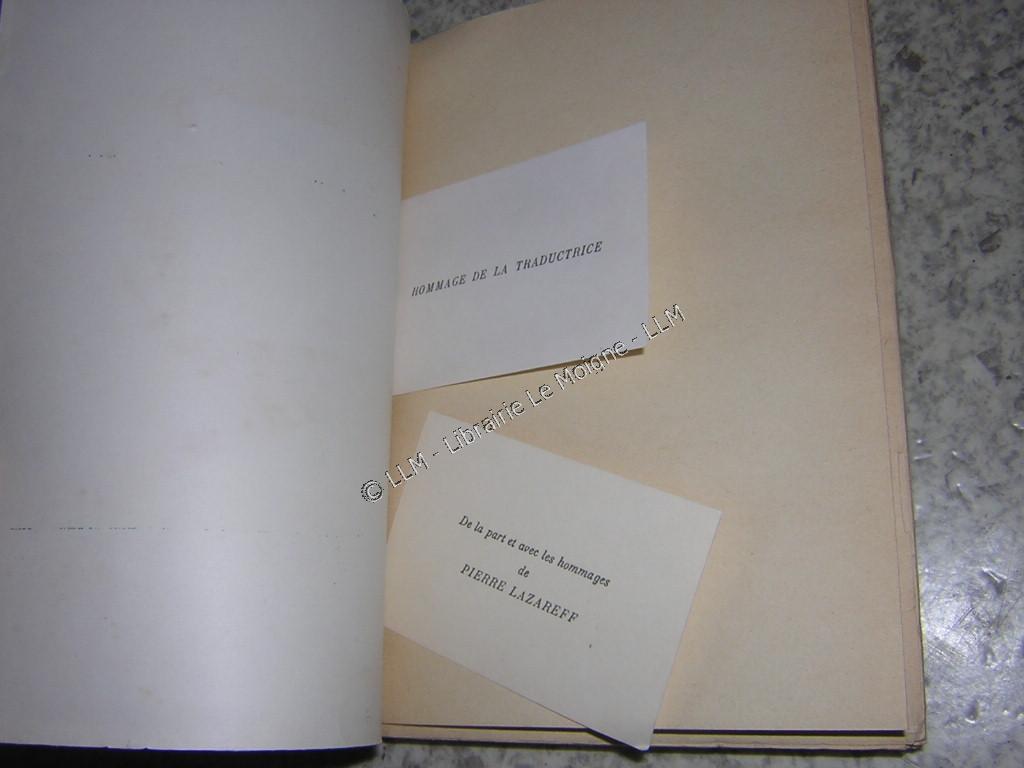 HOMMAGE DE LA TRADUCTRICE
© LLM - Librairie Le Moigne - LLM
De la part et avec les hommages
de
PIERRE LAZAREFF